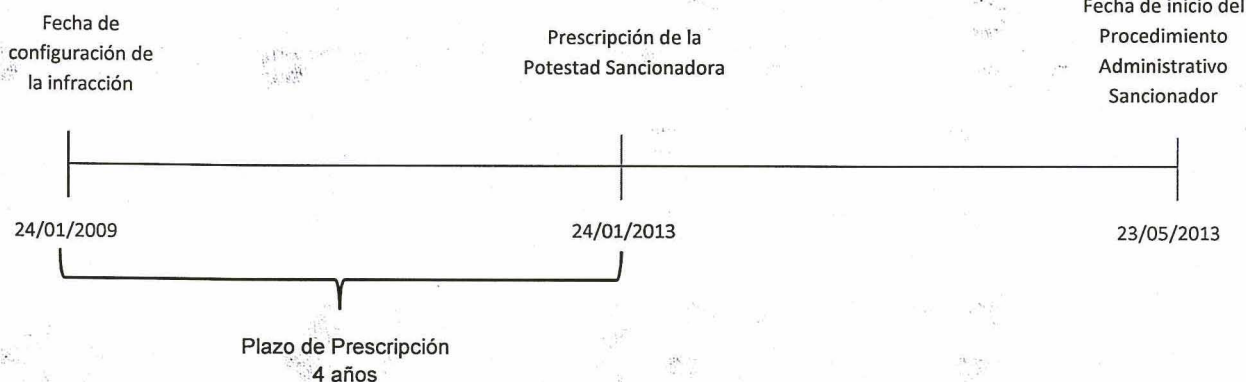 Fecha de
configuración de
la infracción
Prescripción de la
Potestad Sancionadora
Fecha de inicio del
Procedimiento
Administrativo
Sancionador
24/01/2009
24/01/2013
23/05/2013
Plazo de Prescripción
4 años